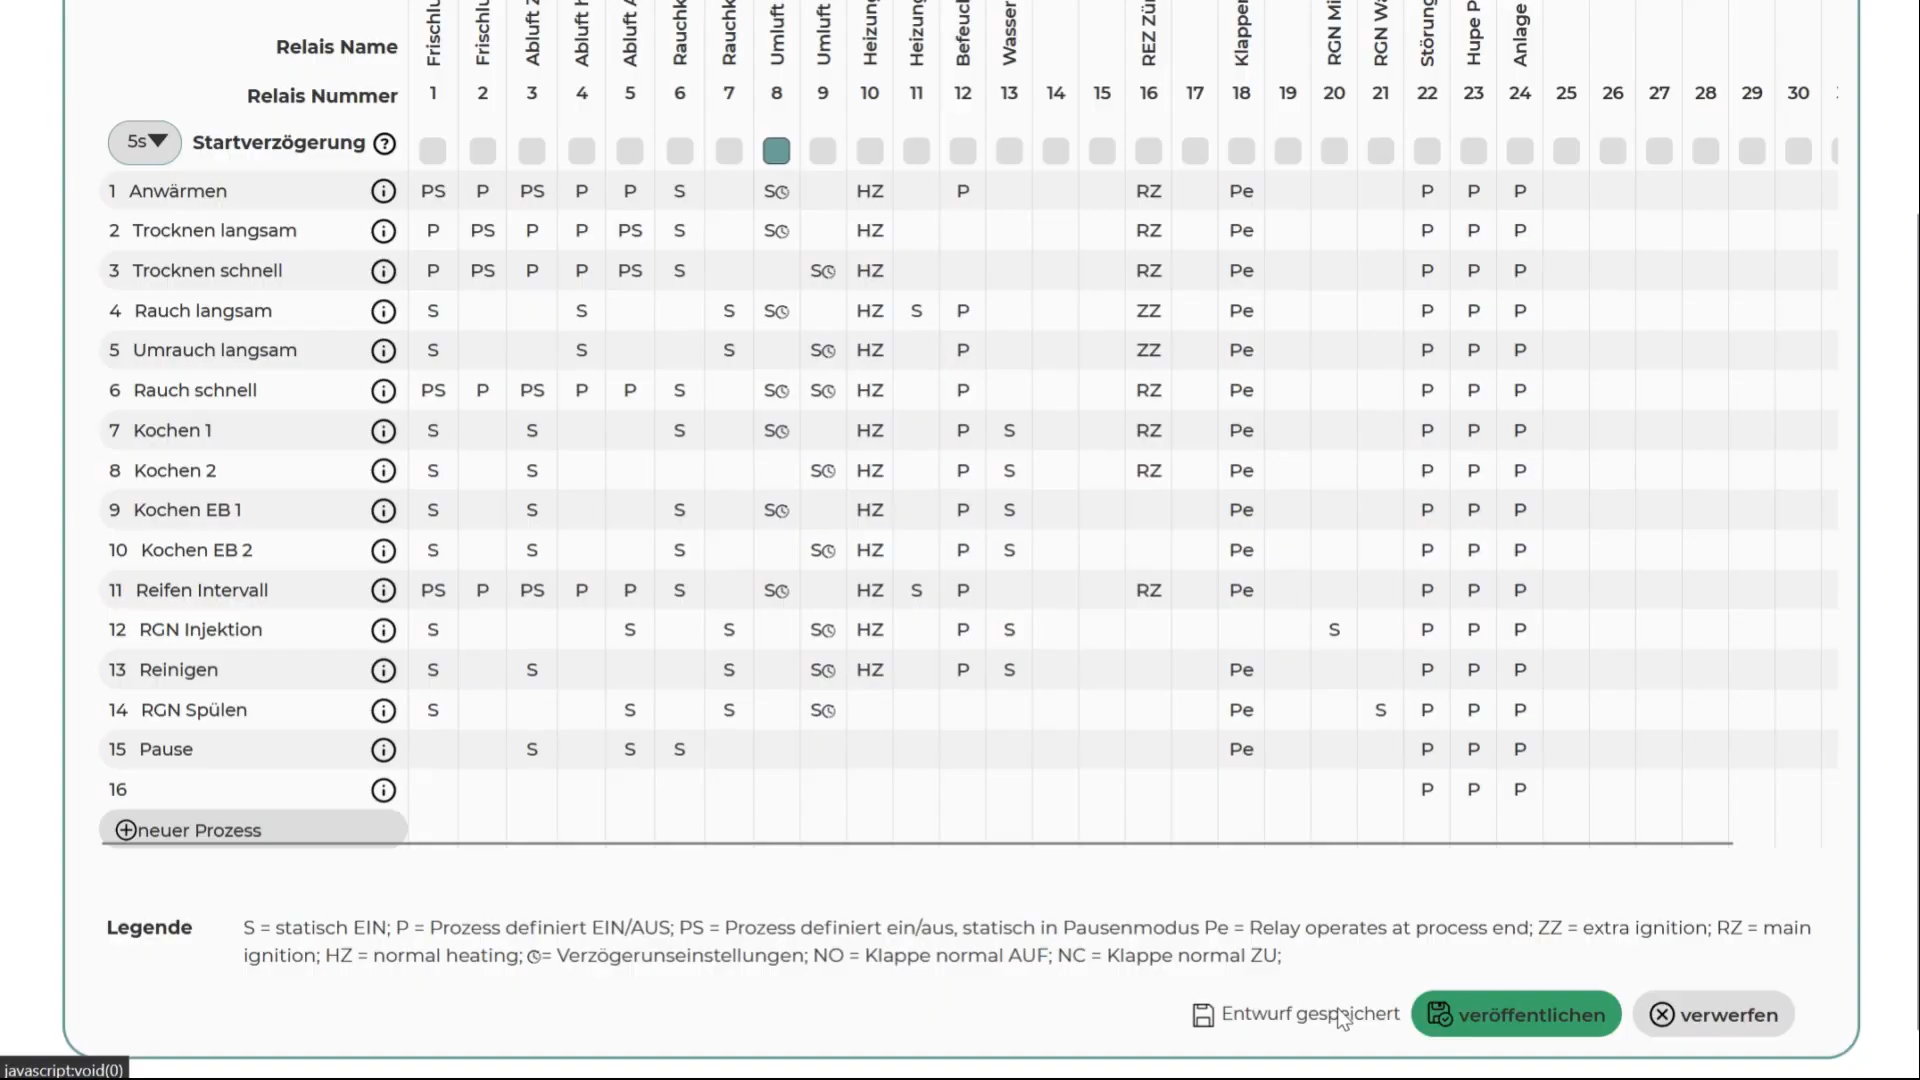 Frischlu Frischlu Abluft Abluft Abluft Rauchk Rauchk Umluft Umluft Heizung Heizung Befeuch Wasser REZ Klapper RGN RGN Störung Hupe P Anlage
Relais Name
Relais Nummer 1 2 3 4 5 6 7 8 9 10 11 12 13 14 15 16 17 18 19 20 21 22 23 24 25 26 27 28 29 30
5s Startverzögerung ?
1 Anwärmen i PS P PS P P S S HZ P RZ Pe P P P
2 Trocknen langsam i P PS P P PS S S HZ RZ Pe P P P
3 Trocknen schnell i P PS P P PS S S HZ RZ Pe P P P
4 Rauch langsam i S S S S HZ S P ZZ Pe P P P
5 Umrauch langsam i S S S S HZ P ZZ Pe P P P
6 Rauch schnell i PS P PS P P S S S HZ P RZ Pe P P P
7 Kochen 1 i S S S S HZ P S RZ Pe P P P
8 Kochen 2 i S S S HZ P S RZ Pe P P P
9 Kochen EB 1 i S S S S HZ P S Pe P P P
10 Kochen EB 2 i S S S S HZ P S Pe P P P
11 Reifen Intervall i PS P PS P P S S HZ S P RZ Pe P P P
12 RGN Injektion i S S S S HZ P S S P P P
13 Reinigen i S S S S HZ P S Pe P P P
14 RGN Spülen i S S S S Pe S P P P
15 Pause i S S S Pe P P P
16 i P P P
neuer Prozess
Legende S = statisch EIN; P = Prozess definiert EIN/AUS; PS = Prozess definiert ein/aus, statisch in Pausenmodus Pe = Relay operates at process end; ZZ = extra ignition; RZ = main
ignition; HZ = normal heating; = Verzögerunseinstellungen; NO = Klappe normal AUF; NC = Klappe normal ZU;
Entwurf gespeichert veröffentlichen verwerfen
javascript:void(0)